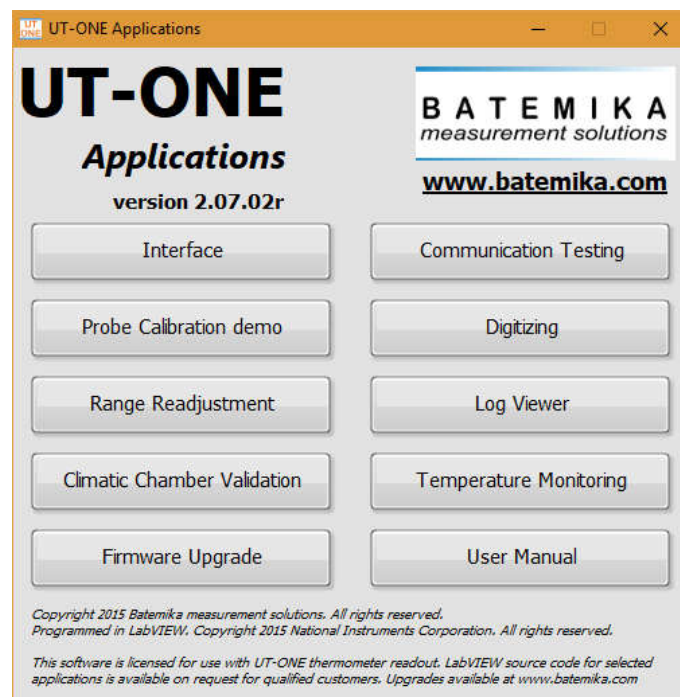 UT ONE
UT-ONE Applications
UT-ONE
Applications
version 2.07.02r
BATEMIKA
measurement solutions
www.batemika.com
Interface
Communication Testing
Probe Calibration demo
Digitizing
Range Readjustment
Log Viewer
Climatic Chamber Validation
Temperature Monitoring
Firmware Upgrade
User Manual
Copyright 2015 Batemika measurement solutions. All rights reserved.
Programmed in LabVIEW. Copyright 2015 National Instruments Corporation. All rights reserved.
This software is licensed for use with UT-ONE thermometer readout. LabVIEW source code for selected
applications is available on request for qualified customers. Upgrades available at www.batemika.com